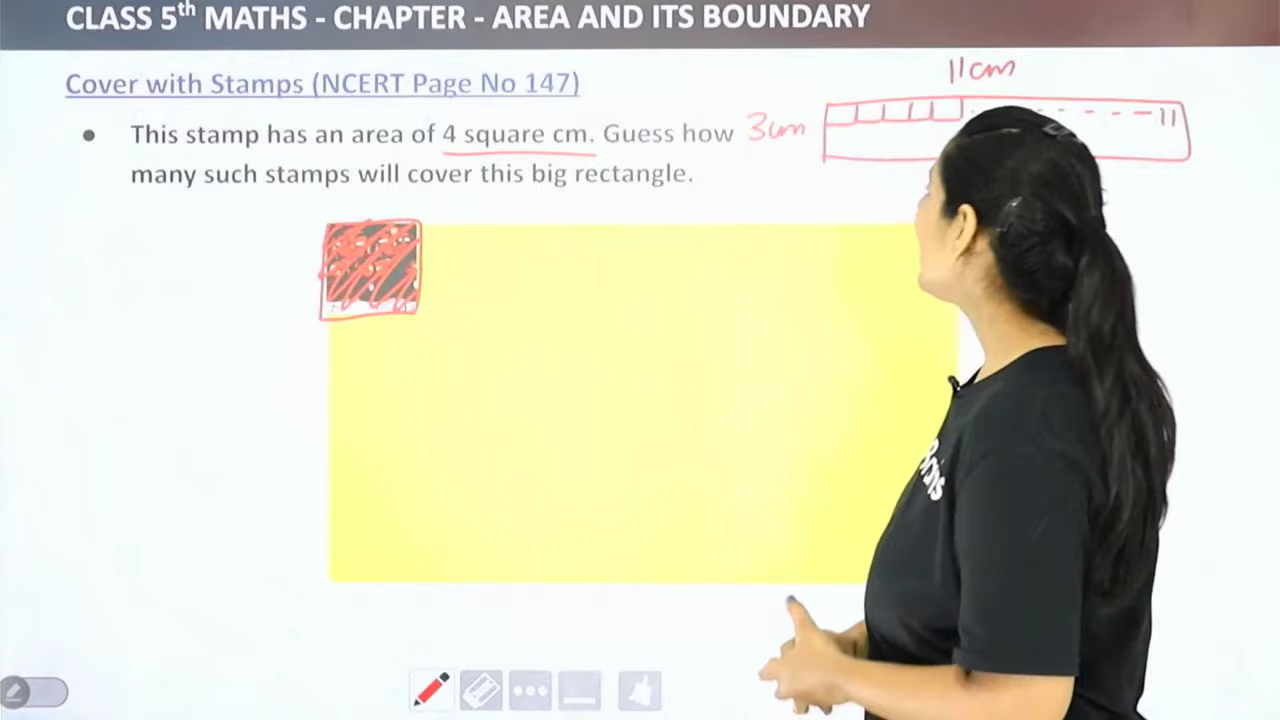 CLASS 5th MATHS - CHAPTER - AREA AND ITS BOUNDARY
Cover with Stamps (NCERT Page No 147)
11cm
This stamp has an area of 4 square cm. Guess how
3cm
11
many such stamps will cover this big rectangle.